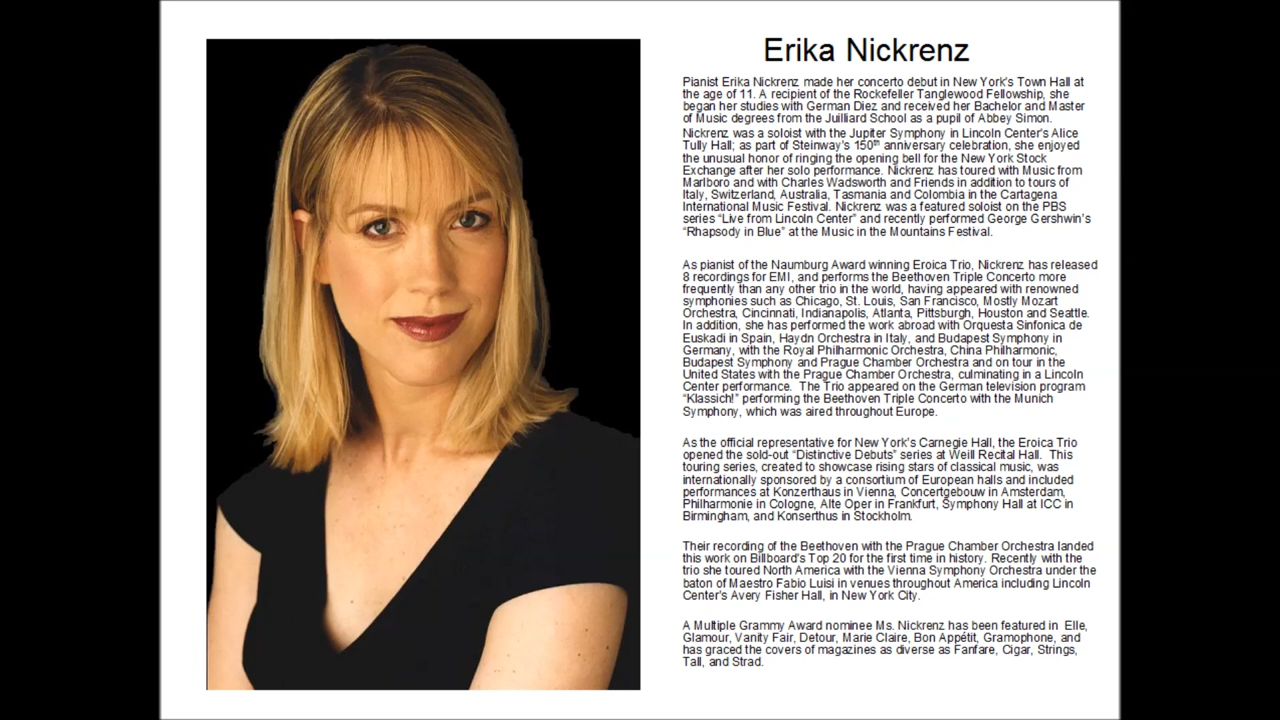 Erika Nickrenz
Pianist Erika Nickrenz made her concerto debut in New York's Town Hall at
the age of 11. A recipient of the Rockefeller Tanglewood Fellowship, she
began her studies with German Diez and received her Bachelor and Master
of Music degrees from the Juilliard School as a pupil of Abbey Simon.
Nickrenz was a soloist with the Jupiter Symphony in Lincoln Center's Alice
Tully Hall; as part of Steinway's 150th anniversary celebration, she enjoyed
the unusual honor of ringing the opening bell for the New York Stock
Exchange after her solo performance. Nickrenz has toured with Music from
Marlboro and with Charles Wadsworth and Friends in addition to tours of
Italy, Switzerland, Australia, Tasmania and Colombia in the Cartagena
International Music Festival. Nickrenz was a featured soloist on the PBS
series “Live from Lincoln Center” and recently performed George Gershwin’s
“Rhapsody in Blue” at the Music in the Mountains Festival.
As pianist of the Naumburg Award winning Eroica Trio, Nickrenz has released
8 recordings for EMI, and performs the Beethoven Triple Concerto more
frequently than any other trio in the world, having appeared with renowned
symphonies such as Chicago, St. Louis, San Francisco, Mostly Mozart
Orchestra, Cincinnati, Indianapolis, Atlanta, Pittsburgh, Houston and Seattle.
In addition, she has performed the work abroad with Orquesta Sinfonica de
Euskadi in Spain, Haydn Orchestra in Italy, and Budapest Symphony in
Germany, with the Royal Philharmonic Orchestra, China Philharmonic,
Budapest Symphony and Prague Chamber Orchestra and on tour in the
United States with the Prague Chamber Orchestra, culminating in a Lincoln
Center performance. The Trio appeared on the German television program
“Klassich!” performing the Beethoven Triple Concerto with the Munich
Symphony, which was aired throughout Europe.
As the official representative for New York's Carnegie Hall, the Eroica Trio
opened the sold-out “Distinctive Debuts” series at Weill Recital Hall. This
touring series, created to showcase rising stars of classical music, was
internationally sponsored by a consortium of European halls and included
performances at Konzerthaus in Vienna, Concertgebouw in Amsterdam,
Philharmonie in Cologne, Alte Oper in Frankfurt, Symphony Hall at ICC in
Birmingham, and Konserthus in Stockholm.
Their recording of the Beethoven with the Prague Chamber Orchestra landed
this work on Billboard's Top 20 for the first time in history. Recently with the
trio she toured North America with the Vienna Symphony Orchestra under the
baton of Maestro Fabio Luisi in venues throughout America including Lincoln
Center's Avery Fisher Hall, in New York City.
A Multiple Grammy Award nominee Ms. Nickrenz has been featured in Elle,
Glamour, Vanity Fair, Detour, Marie Claire, Bon Appétit, Gramophone, and
has graced the covers of magazines as diverse as Fanfare, Cigar, Strings,
Tall, and Strad.